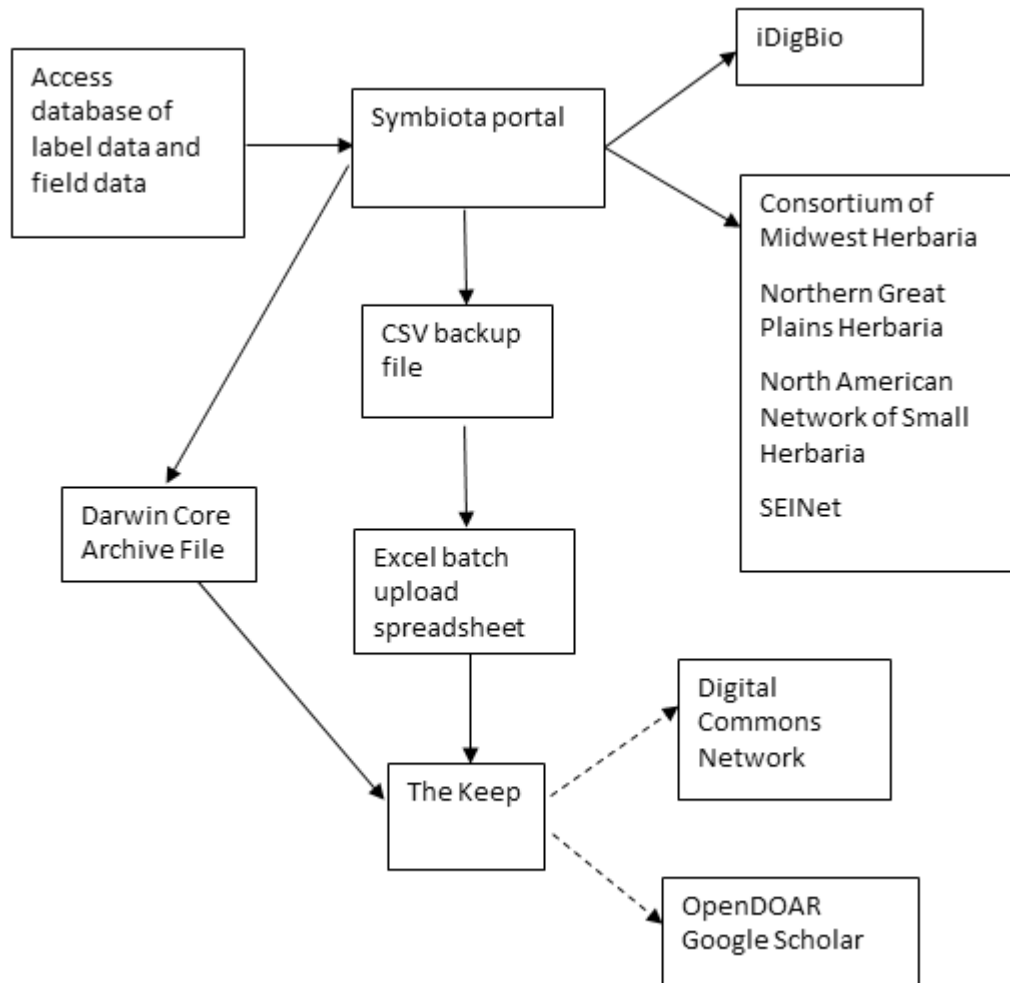 iDigBio
Access
database of
label data and
field data
Symbiota portal
Consortium of
Midwest Herbaria
Northern Great
Plains Herbaria
North American
Network of Small
Herbaria
SEINet
CSV backup
file
Darwin Core
Archive File
Excel batch
upload
spreadsheet
Digital
Commons
Network
The Keep
OpenDOAR
Google Scholar